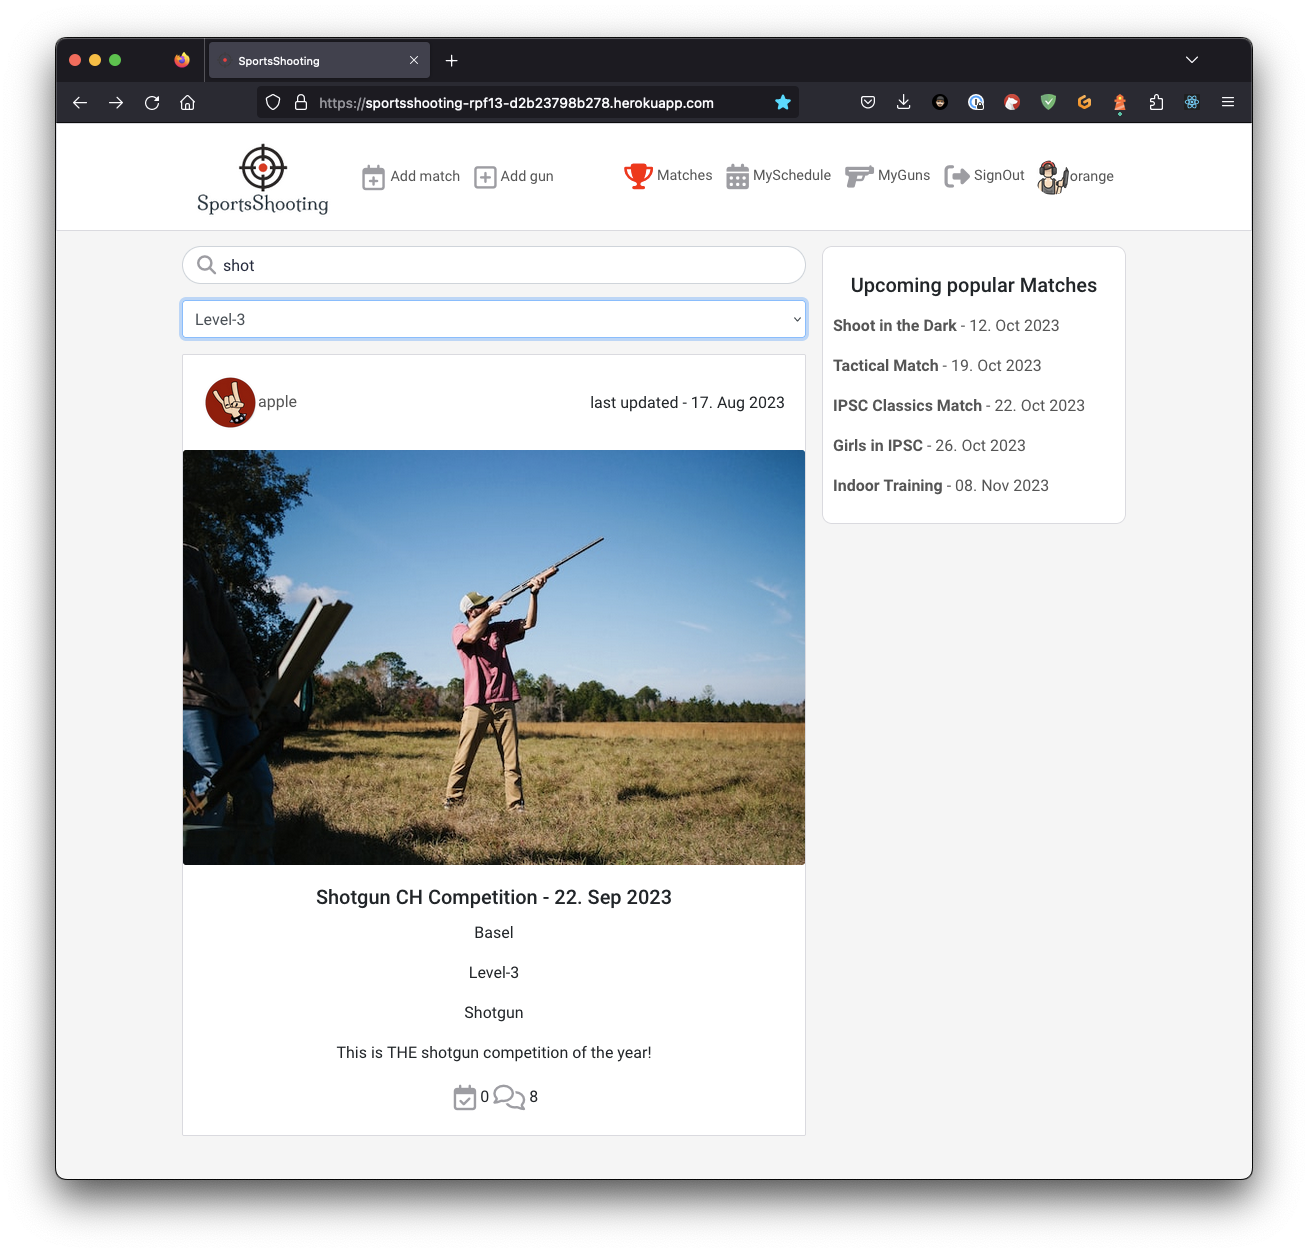 SportsShooting
https://sportsshooting-rpf13-d2b23798b278.herokuapp.com
SportsShooting
Add match
Add gun
Matches
MySchedule
MyGuns
SignOut
orange
shot
Level-3
apple
last updated - 17. Aug 2023
Shotgun CH Competition - 22. Sep 2023
Basel
Level-3
Shotgun
This is THE shotgun competition of the year!
0 8
Upcoming popular Matches
Shoot in the Dark - 12. Oct 2023
Tactical Match - 19. Oct 2023
IPSC Classics Match - 22. Oct 2023
Girls in IPSC - 26. Oct 2023
Indoor Training - 08. Nov 2023